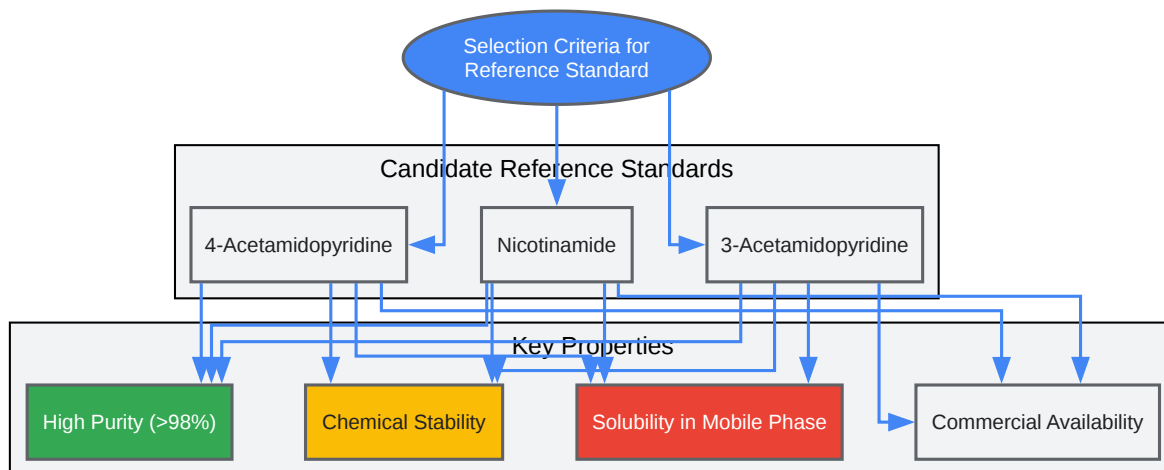 Selection Criteria for
Reference Standard
Candidate Reference Standards
4-Acetamidopyridine
Nicotinamide
3-Acetamidopyridine
Key Properties
High Purity (>98%)
Chemical Stability
Solubility in Mobile Phase
Commercial Availability